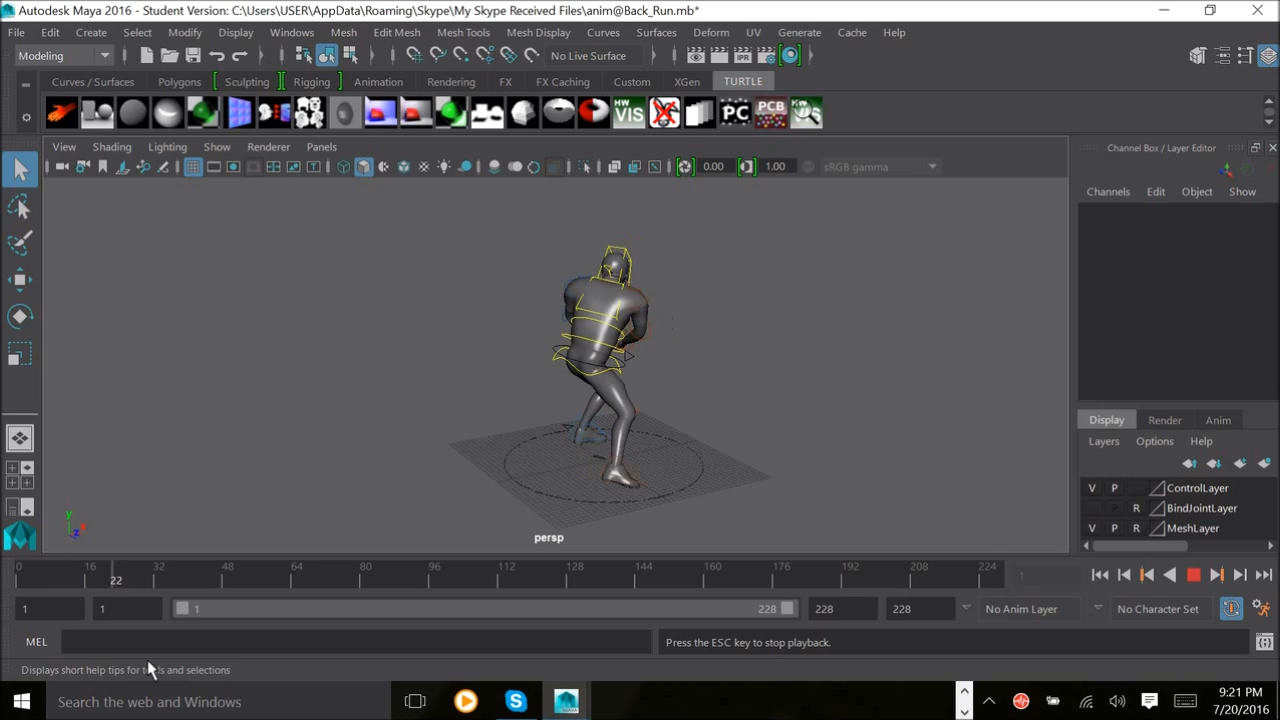 Autodesk Maya 2016 - Student Version: C:\Users\USER\AppData\Roaming\Skype\My Skype Received Files\anim@Back_Run.mb*
File Edit Create Select Modify Display Windows Mesh Edit Mesh Mesh Tools Mesh Display Curves Surfaces Deform UV Generate Cache Help
Modeling No Live Surface IPR
Curves / Surfaces Polygons Sculpting Rigging Animation Rendering FX FX Caching Custom XGen TURTLE
HW VIS PC PCB
View Shading Lighting Show Renderer Panels
0.00 1.00 sRGB gamma
Channel Box / Layer Editor
Channels Edit Object Show
persp
y
z
Display Render Anim
Layers Options Help
V P ControlLayer
R BindJointLayer
V P R MeshLayer
0 16 32 48 64 80 96 112 128 144 160 176 192 208 224
22
1
1 1 1 228 228 228 No Anim Layer No Character Set
MEL Press the ESC key to stop playback.
Displays short help tips for tools and selections
Search the web and Windows
9:21 PM
7/20/2016